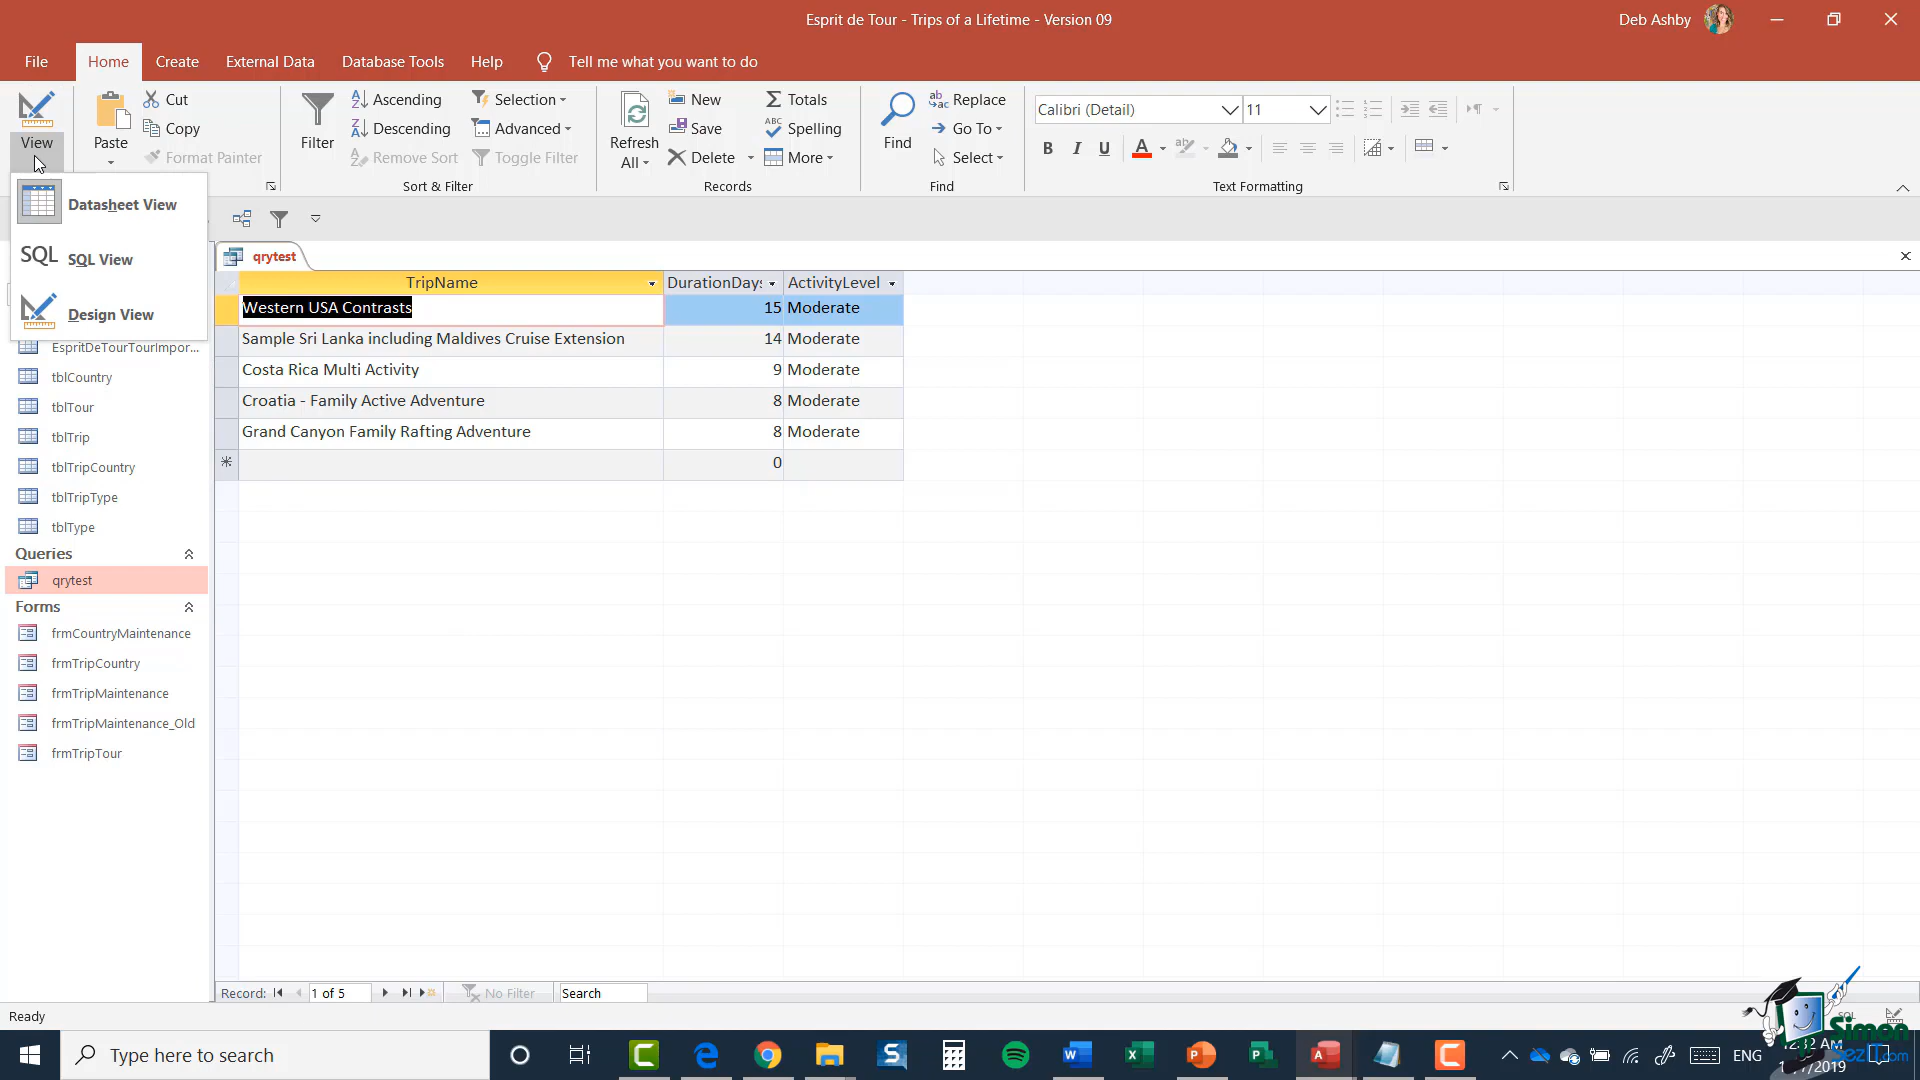 Esprit de Tour - Trips of a Lifetime - Version 09
Deb Ashby
File Home Create External Data Database Tools Help Tell me what you want to do
View
Paste
Cut
Copy
Format Painter
Filter
Ascending
Descending
Remove Sort
Selection
Advanced
Toggle Filter
Sort & Filter
Refresh
All
New
Save
Delete
Totals
Spelling
More
Records
Find
Replace
Go To
Select
Find
Calibri (Detail) 11
B I U A
Text Formatting
Datasheet View
SQL SQL View
Design View
EspritDeTourTourImpor...
tblCountry
tblTour
tblTrip
tblTripCountry
tblTripType
tblType
Queries
qrytest
Forms
frmCountryMaintenance
frmTripCountry
frmTripMaintenance
frmTripMaintenance_Old
frmTripTour
qrytest
TripName DurationDays ActivityLevel
Western USA Contrasts 15 Moderate
Sample Sri Lanka including Maldives Cruise Extension 14 Moderate
Costa Rica Multi Activity 9 Moderate
Croatia - Family Active Adventure 8 Moderate
Grand Canyon Family Rafting Adventure 8 Moderate
0
Record: 1 of 5 No Filter Search
Ready
Type here to search
ENG
Simon
SezIT.com